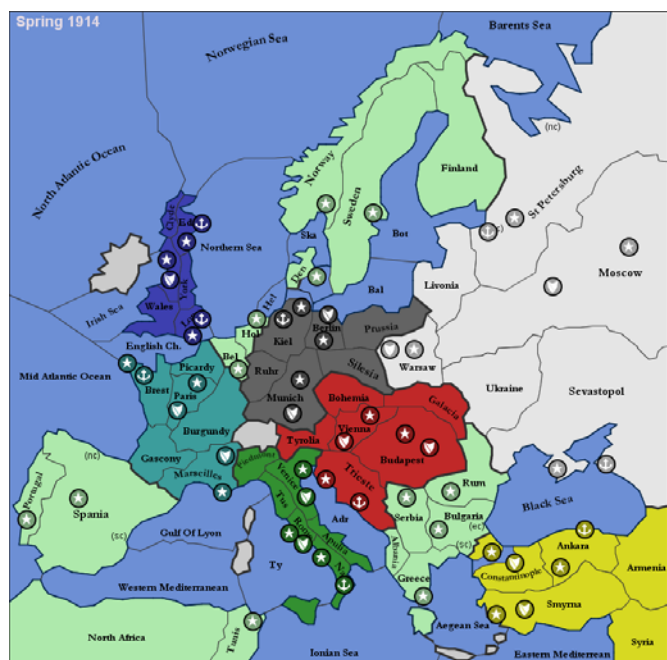 Spring 1914
Barents Sea
Norwegian Sea
(nc)
North Atlantic Ocean
Norway
Sweden
Finland
St Petersburg
Clyde
Ska
Bot
Northern Sea
Moscow
Livonia
Den
Hel
Bal
York
Wales
Irish Sea
Hol
Kiel
Berlin
Prussia
English Ch.
Bel
Warsaw
Ruhr
Silesia
Mid Atlantic Ocean
Picardy
Brest
Paris
Munich
Bohemia
Galacia
Ukraine
Sevastopol
Burgundy
Vienna
Tyrolia
Budapest
Gascony
Piedmont
Marseilles
Venice
Trieste
Rum
(nc)
Portugal
Spania
Tus
Adr
Serbia
Bulgaria
(ec)
Black Sea
(sc)
Gulf Of Lyon
Apulia
Albania
(sc)
Ankara
Constaminople
Armenia
Ty
Western Mediterranean
Greece
Smyrna
North Africa
Tunis
Aegean Sea
Syria
Ionian Sea
Eastern Mediterrean